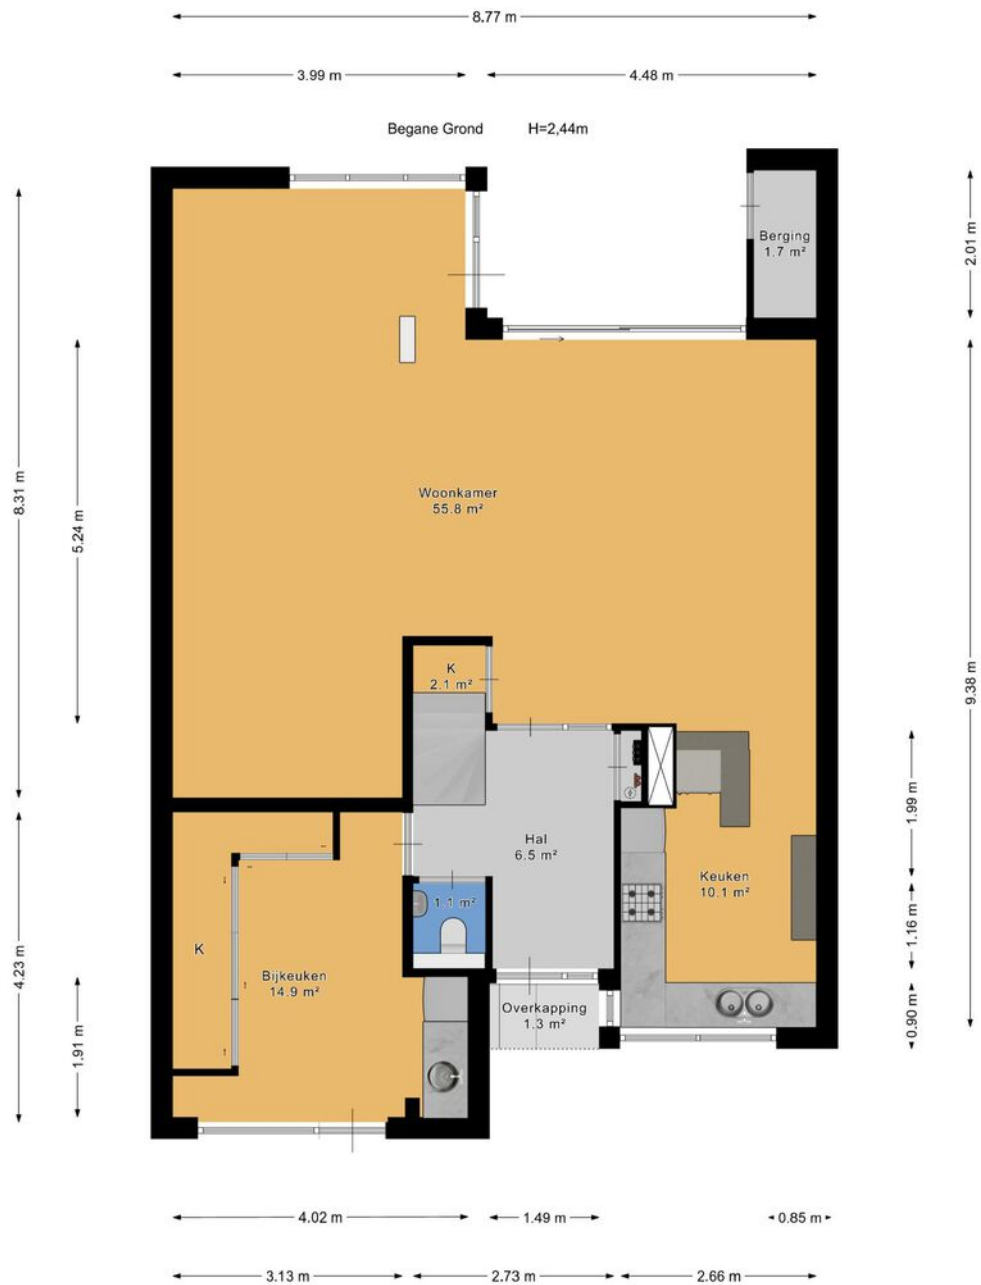 8.77 m
3.99 m
4.48 m
Begane Grond H=2,44m
Berging
1.7 m²
2.01 m
8.31 m
5.24 m
Woonkamer
55.8 m²
9.38 m
K
2.1 m²
1.99 m
Hal
6.5 m²
Keuken
10.1 m²
1.1 m²
1.16 m
4.23 m
K
Bijkeuken
14.9 m²
Overkapping
1.3 m²
0.90 m
1.91 m
4.02 m
1.49 m
0.85 m
3.13 m
2.73 m
2.66 m